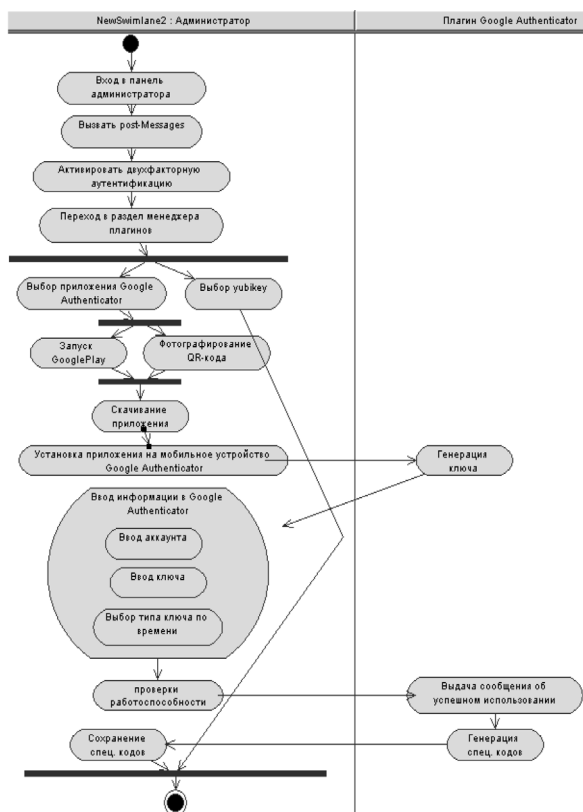 NewSwimlane2 : Администратор
Плагин Google Authenticator
Вход в панель
администратора
Вызвать post-Messages
Активировать двухфакторную
аутентификацию
Переход в раздел менеджера
плагинов
Выбор приложения Google
Authenticator
Выбор yubikey
Запуск
GooglePlay
Фотографирование
QR-кода
Скачивание
приложения
Установка приложения на мобильное устройство
Google Authenticator
Генерация
ключа
Ввод информации в Google
Authenticator
Ввод аккаунта
Ввод ключа
Выбор типа ключа по
времени
проверки
работоспособности
Выдача сообщения об
успешном использовании
Сохранение
спец. кодов
Генерация
спец. кодов